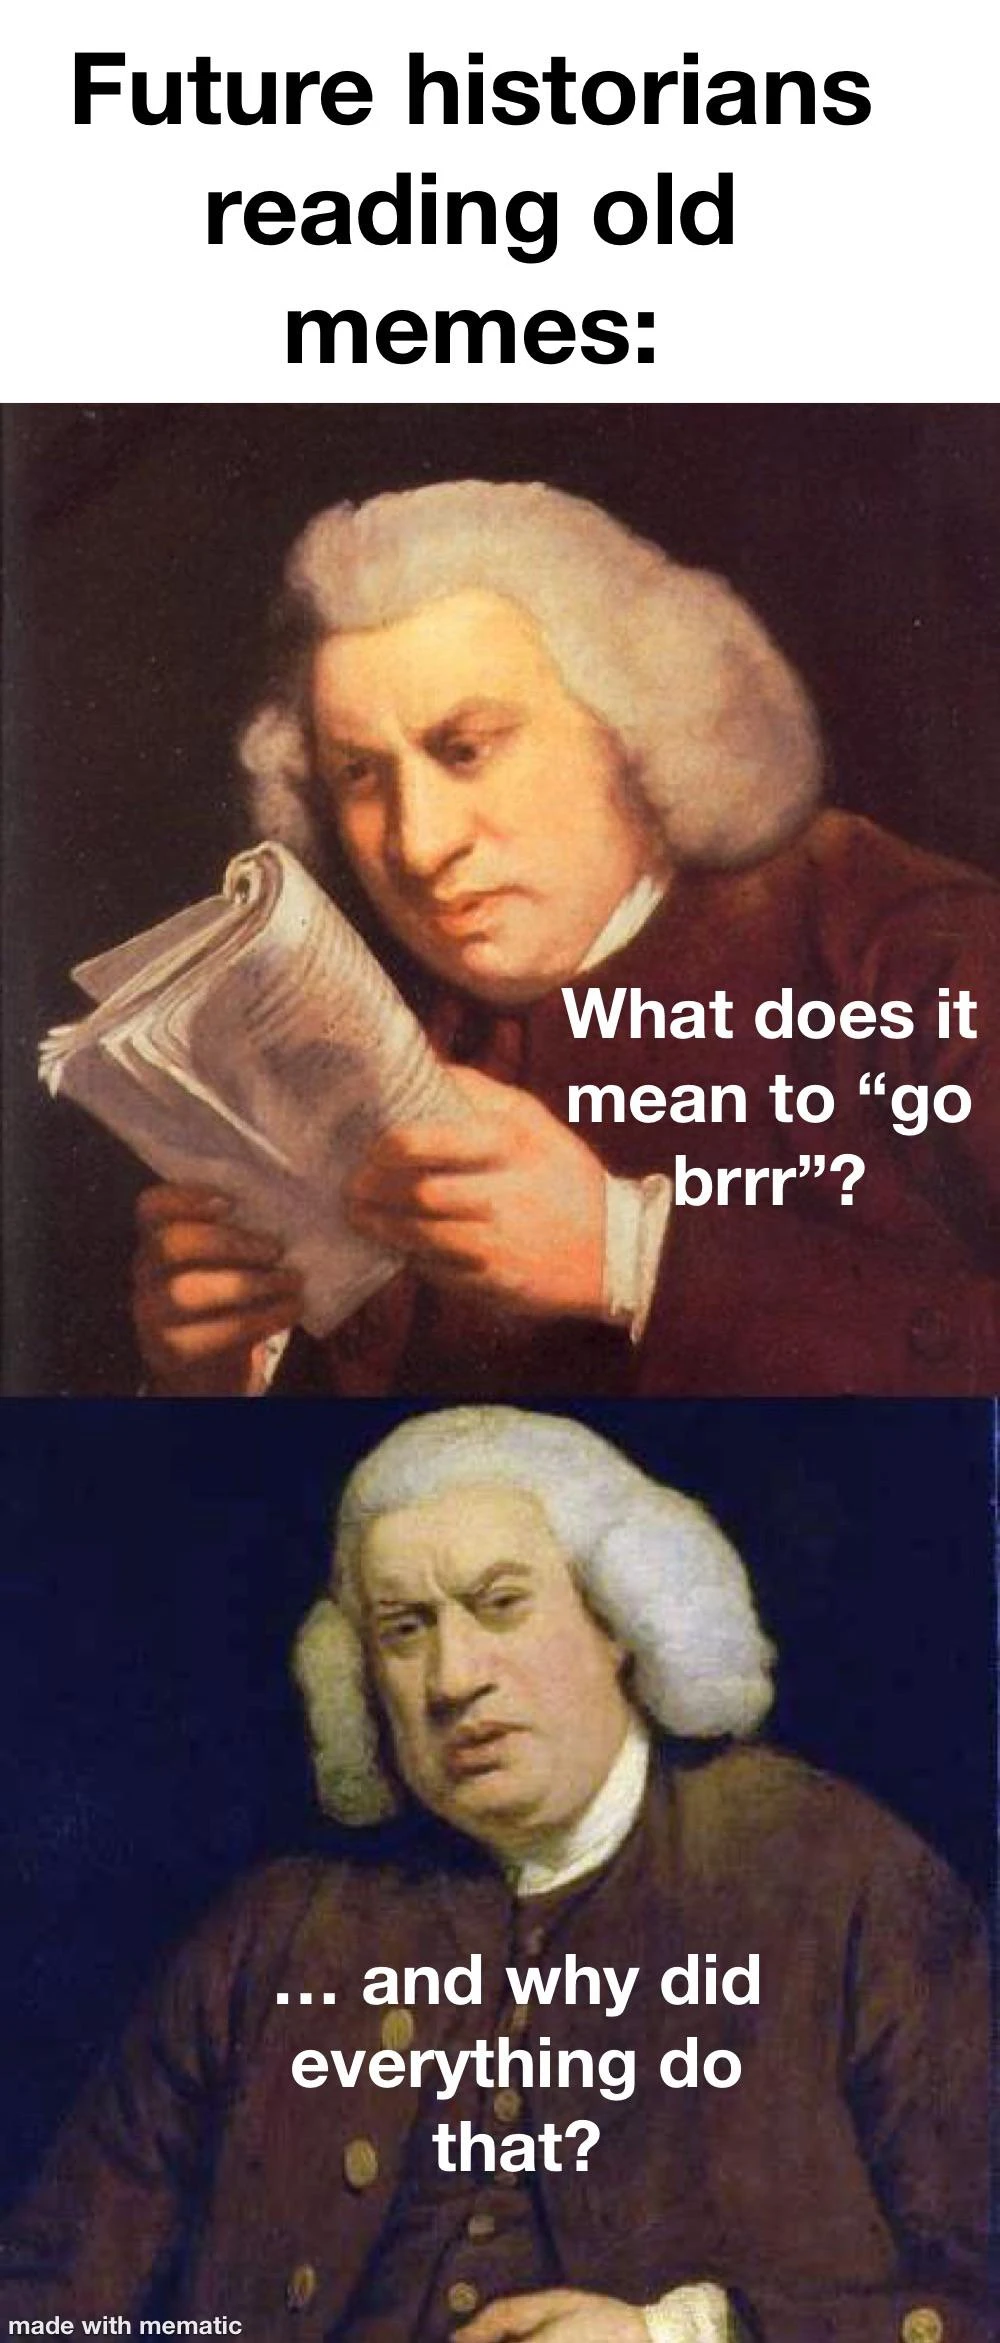 Future historians
reading old
memes:
What does it
mean to “go
brrr”?
... and why did
everything do
that?
made with mematic